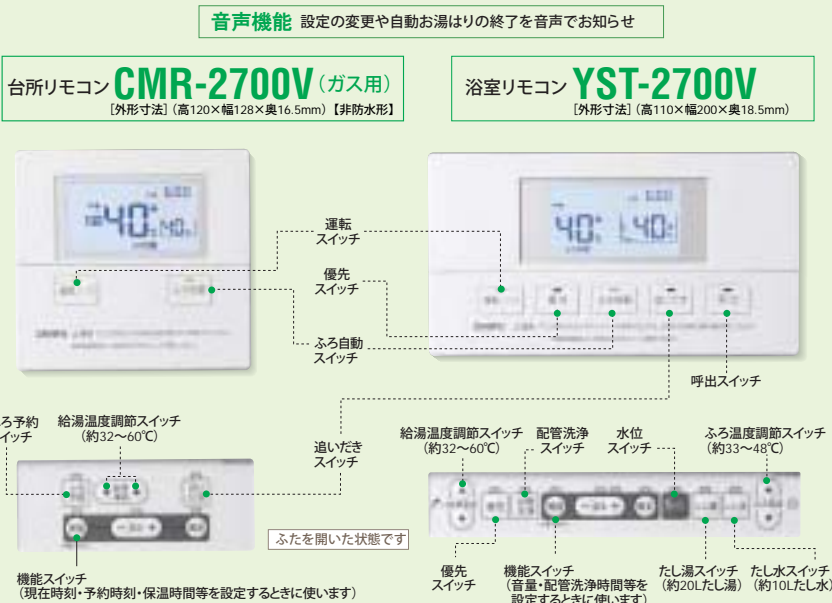 音声機能 設定の変更や自動お湯はりの終了を音声でお知らせ
台所リモコン CMR-2700V（ガス用）
［外形寸法］（高120×幅128×奥16.5mm）【非防水形】
浴室リモコン YST-2700V
［外形寸法］（高110×幅200×奥18.5mm）
運転
スイッチ
優先
スイッチ
ふろ自動
スイッチ
呼出スイッチ
ろ予約
イッチ
給湯温度調節スイッチ
（約32〜60℃）
追いだき
スイッチ
給湯温度調節スイッチ
（約32〜60℃）
配管洗浄
スイッチ
水位
スイッチ
ふろ温度調節スイッチ
（約33〜48℃）
ふたを開いた状態です
機能スイッチ
（現在時刻・予約時刻・保温時間等を設定するときに使います）
優先
スイッチ
機能スイッチ
（音量・配管洗浄時間等を
設定するときに使います）
たし湯スイッチ
（約20Lたし湯）
たし水スイッチ
（約10Lたし水）
40
40
40
40